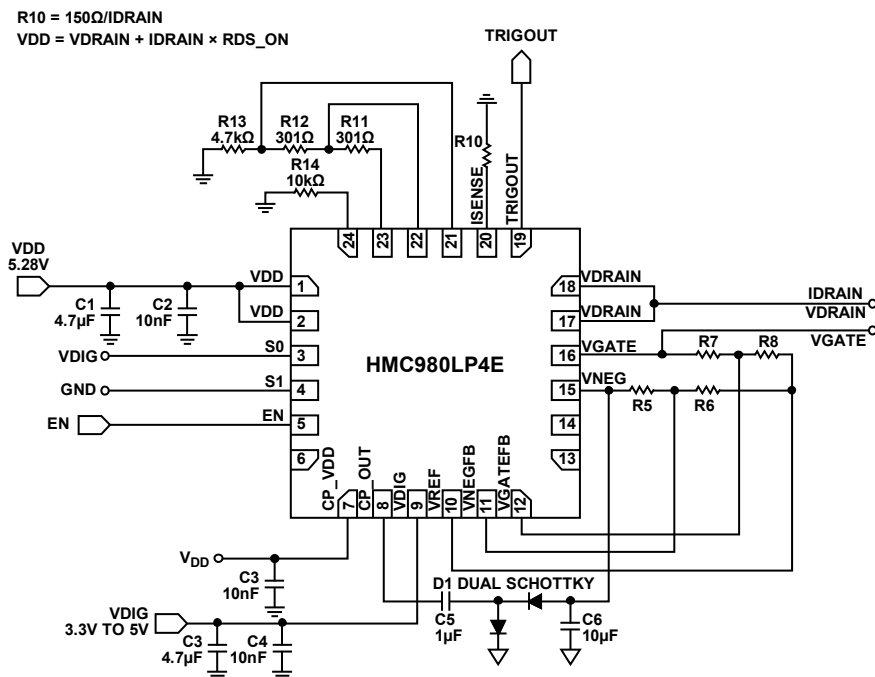 R10 = 150Ω/IDRAIN
VDD = VDRAIN + IDRAIN × RDS_ON
TRIGOUT
R13
4.7kΩ
R12
301Ω
R11
301Ω
R14
10kΩ
R10
ISENSE
TRIGOUT
24
23
22
21
20
19
VDD
5.28V
C1
4.7µF
C2
10nF
VDD
1
VDD
2
VDIG
S0
3
GND
S1
4
EN
EN
5
6
HMC980LP4E
18
VDRAIN
17
VDRAIN
16
VGATE
15
VNEG
14
13
IDRAIN
VDRAIN
VGATE
R7
R8
R5
R6
CP_VDD
CP_OUT
VDIG
VREF
VNEGFB
VGATEFB
7
8
9
10
11
12
VDD
C3
10nF
VDIG
3.3V TO 5V
C3
4.7µF
C4
10nF
D1 DUAL SCHOTTKY
C5
1µF
C6
10µF